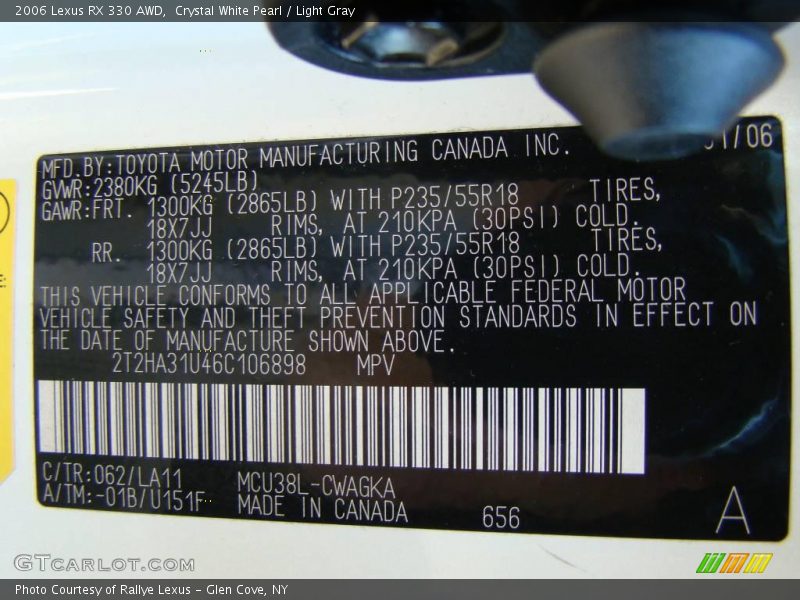 2006 Lexus RX 330 AWD,  Crystal White Pearl / Light Gray
MFD.BY:TOYOTA MOTOR MANUFACTURING CANADA INC. /06
GVWR:2380KG (5245LB)
GAWR:FRT. 1300KG (2865LB) WITH P235/55R18 TIRES,
18X7JJ RIMS, AT 210KPA (30PSI) COLD.
RR. 1300KG (2865LB) WITH P235/55R18 TIRES,
18X7JJ RIMS, AT 210KPA (30PSI) COLD.
THIS VEHICLE CONFORMS TO ALL APPLICABLE FEDERAL MOTOR
VEHICLE SAFETY AND THEFT PREVENTION STANDARDS IN EFFECT ON
THE DATE OF MANUFACTURE SHOWN ABOVE.
2T2HA31U46C106898 MPV
C/TR:062/LA11 MCU38L-CWAGKA
A/TM:-01B/U151F MADE IN CANADA 656 A
GTCARLOT.COM
Photo Courtesy of Rallye Lexus - Glen Cove, NY